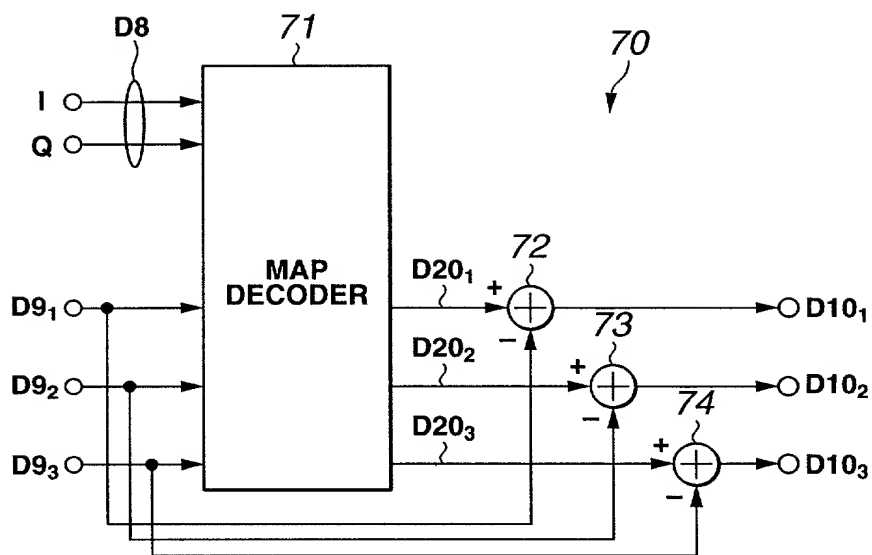 D8
71
70
I
Q
MAP
DECODER
D9₁
D20₁
+
72
−
D10₁
D9₂
D20₂
+
73
−
D10₂
D9₃
D20₃
+
74
−
D10₃